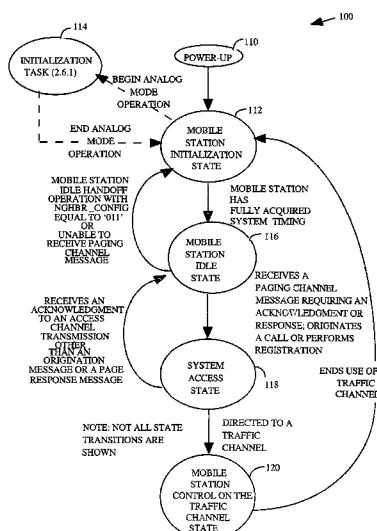 100
114
110
INITIALIZATION
TASK (2.6.1)
POWER-UP
BEGIN ANALOG
MODE
OPERATION
112
END ANALOG
MODE
OPERATION
MOBILE
STATION
INITIALIZATION
STATE
MOBILE STATION
IDLE HANDOFF
OPERATION WITH
NGHBR_CONFIG
EQUAL TO '011'
OR
UNABLE TO
RECEIVE PAGING
CHANNEL
MESSAGE
MOBILE STATION
HAS
FULLY ACQUIRED
SYSTEM TIMING
116
MOBILE
STATION
IDLE
STATE
RECEIVES A
PAGING CHANNEL
MESSAGE REQUIRING AN
ACKNOWLEDGMENT OR
RESPONSE; ORIGINATES
A CALL OR PERFORMS
REGISTRATION
RECEIVES AN
ACKNOWLEDGMENT
TO AN ACCESS
CHANNEL
TRANSMISSION
OTHER
THAN AN
ORIGINATION
MESSAGE OR A PAGE
RESPONSE MESSAGE
SYSTEM
ACCESS
STATE
118
ENDS USE OF
TRAFFIC
CHANNEL
NOTE: NOT ALL STATE
TRANSITIONS ARE
SHOWN
DIRECTED TO A
TRAFFIC
CHANNEL
120
MOBILE
STATION
CONTROL ON THE
TRAFFIC
CHANNEL
STATE